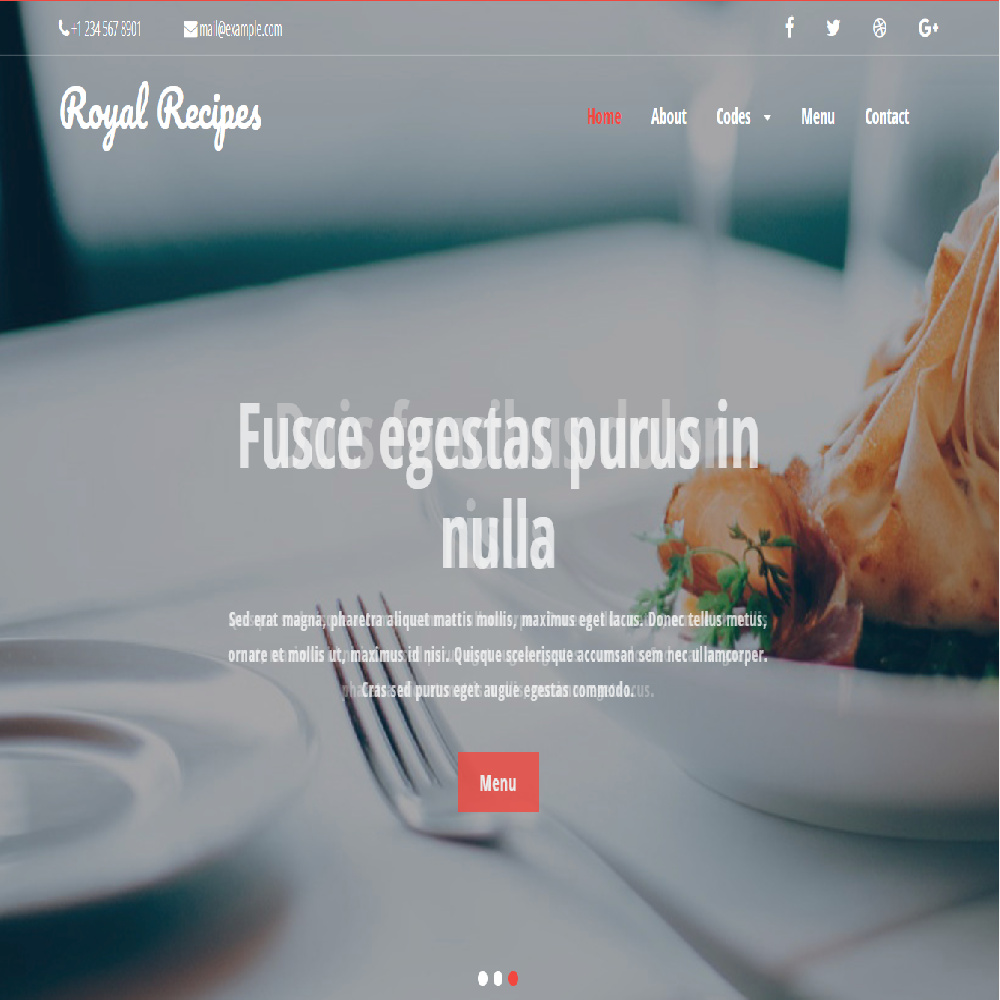 +1 234 567 8901 mail@example.com
Royal Recipes
Home About Codes Menu Contact
Fusce egestas purus in
nulla
Sed erat magna, pharetra aliquet mattis mollis, maximus eget lacus. Donec tellus metus,
ornare et mollis ut, maximus id nisi. Quisque scelerisque accumsan sem nec ullamcorper.
Cras sed purus eget augue egestas commodo.
Menu